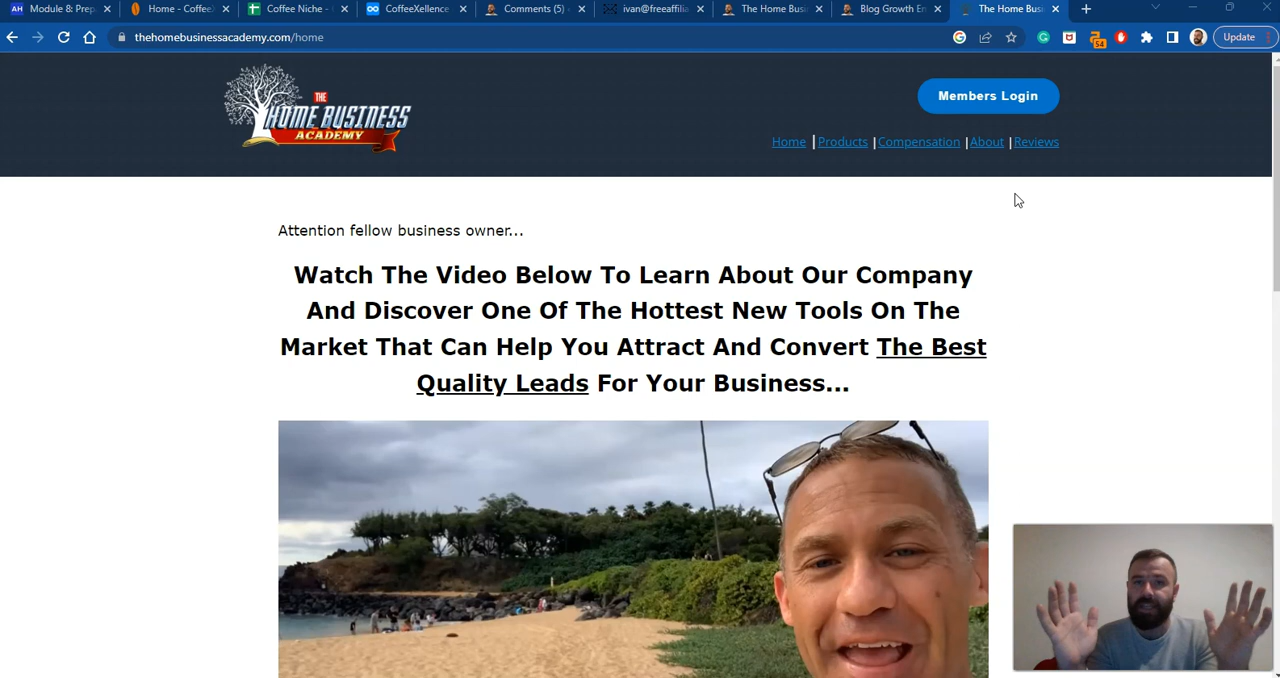 Module 8: Prep
Home - CoffeeX
Coffee Niche -
CoffeeXellence
Comments (5)
ivan@freeaffilia
The Home Busi
Blog Growth En
The Home Busi
thehomebusinessacademy.com/home
54
Update
THE
HOME BUSINESS
ACADEMY
Members Login
Home | Products | Compensation | About | Reviews
Attention fellow business owner...
Watch The Video Below To Learn About Our Company
And Discover One Of The Hottest New Tools On The
Market That Can Help You Attract And Convert The Best
Quality Leads For Your Business...